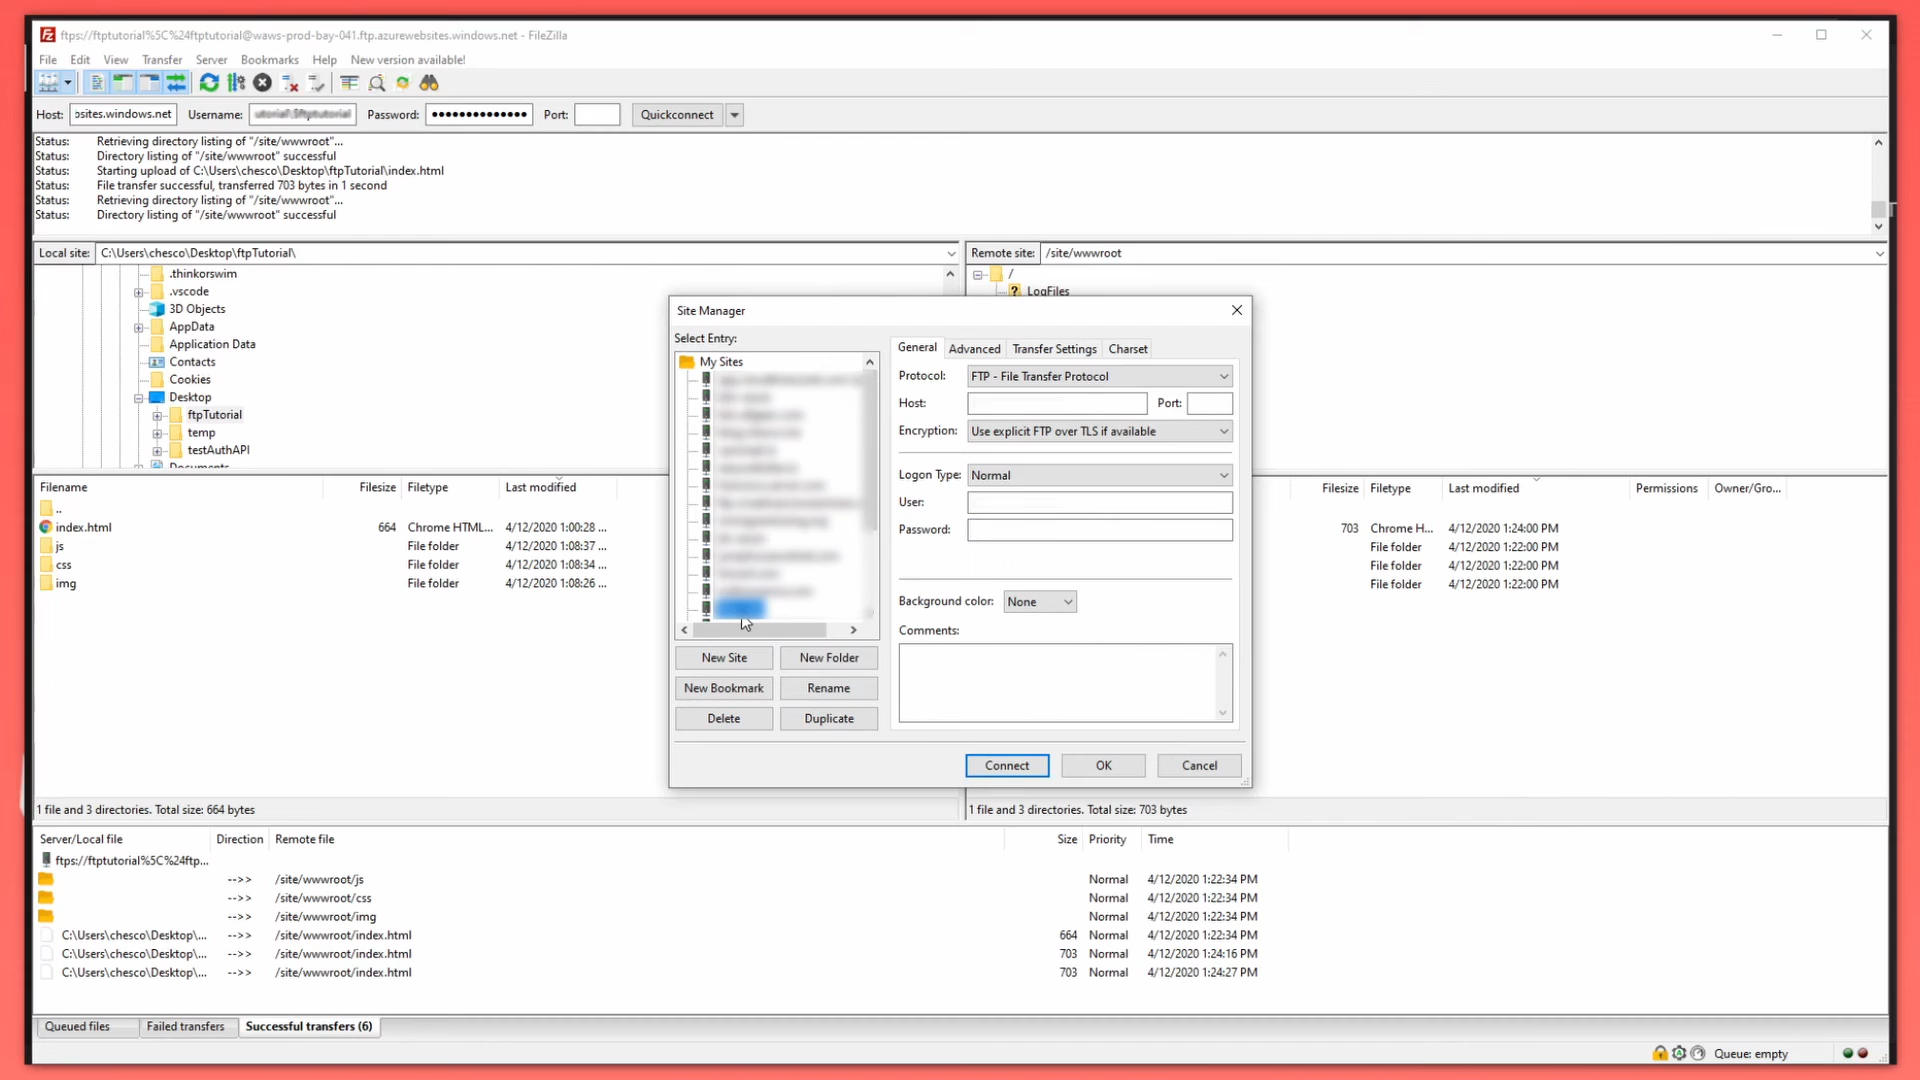 ftps://ftptutorial%5C%24ftptutorial@waws-prod-bay-041.ftp.azurewebsites.windows.net - FileZilla
File Edit View Transfer Server Bookmarks Help New version available!
Host: osites.windows.net Username: utorial\$ftptutorial Password: ●●●●●●●●●●●●●●● Port: Quickconnect
Status: Retrieving directory listing of "/site/wwwroot"...
Status: Directory listing of "/site/wwwroot" successful
Status: Starting upload of C:\Users\chesco\Desktop\ftpTutorial\index.html
Status: File transfer successful, transferred 703 bytes in 1 second
Status: Retrieving directory listing of "/site/wwwroot"...
Status: Directory listing of "/site/wwwroot" successful
Local site: C:\Users\chesco\Desktop\ftpTutorial\
.thinkorswim
.vscode
3D Objects
AppData
Application Data
Contacts
Cookies
Desktop
ftpTutorial
temp
testAuthAPI
Documents
Remote site: /site/wwwroot
/
LogFiles
Filename Filesize Filetype Last modified
..
index.html 664 Chrome HTML... 4/12/2020 1:00:28 ...
js File folder 4/12/2020 1:08:37 ...
css File folder 4/12/2020 1:08:34 ...
img File folder 4/12/2020 1:08:26 ...
1 file and 3 directories. Total size: 664 bytes
Site Manager
Select Entry:
My Sites
New Site New Folder
New Bookmark Rename
Delete Duplicate
General Advanced Transfer Settings Charset
Protocol: FTP - File Transfer Protocol
Host: Port:
Encryption: Use explicit FTP over TLS if available
Logon Type: Normal
User:
Password:
Background color: None
Comments:
Connect OK Cancel
Filesize Filetype Last modified Permissions Owner/Gro...
703 Chrome H... 4/12/2020 1:24:00 PM
File folder 4/12/2020 1:22:00 PM
File folder 4/12/2020 1:22:00 PM
File folder 4/12/2020 1:22:00 PM
1 file and 3 directories. Total size: 703 bytes
Server/Local file Direction Remote file Size Priority Time
ftps://ftptutorial%5C%24ftp...
-->> /site/wwwroot/js Normal 4/12/2020 1:22:34 PM
-->> /site/wwwroot/css Normal 4/12/2020 1:22:34 PM
-->> /site/wwwroot/img Normal 4/12/2020 1:22:34 PM
C:\Users\chesco\Desktop\... -->> /site/wwwroot/index.html 664 Normal 4/12/2020 1:22:34 PM
C:\Users\chesco\Desktop\... -->> /site/wwwroot/index.html 703 Normal 4/12/2020 1:24:16 PM
C:\Users\chesco\Desktop\... -->> /site/wwwroot/index.html 703 Normal 4/12/2020 1:24:27 PM
Queued files Failed transfers Successful transfers (6)
Queue: empty